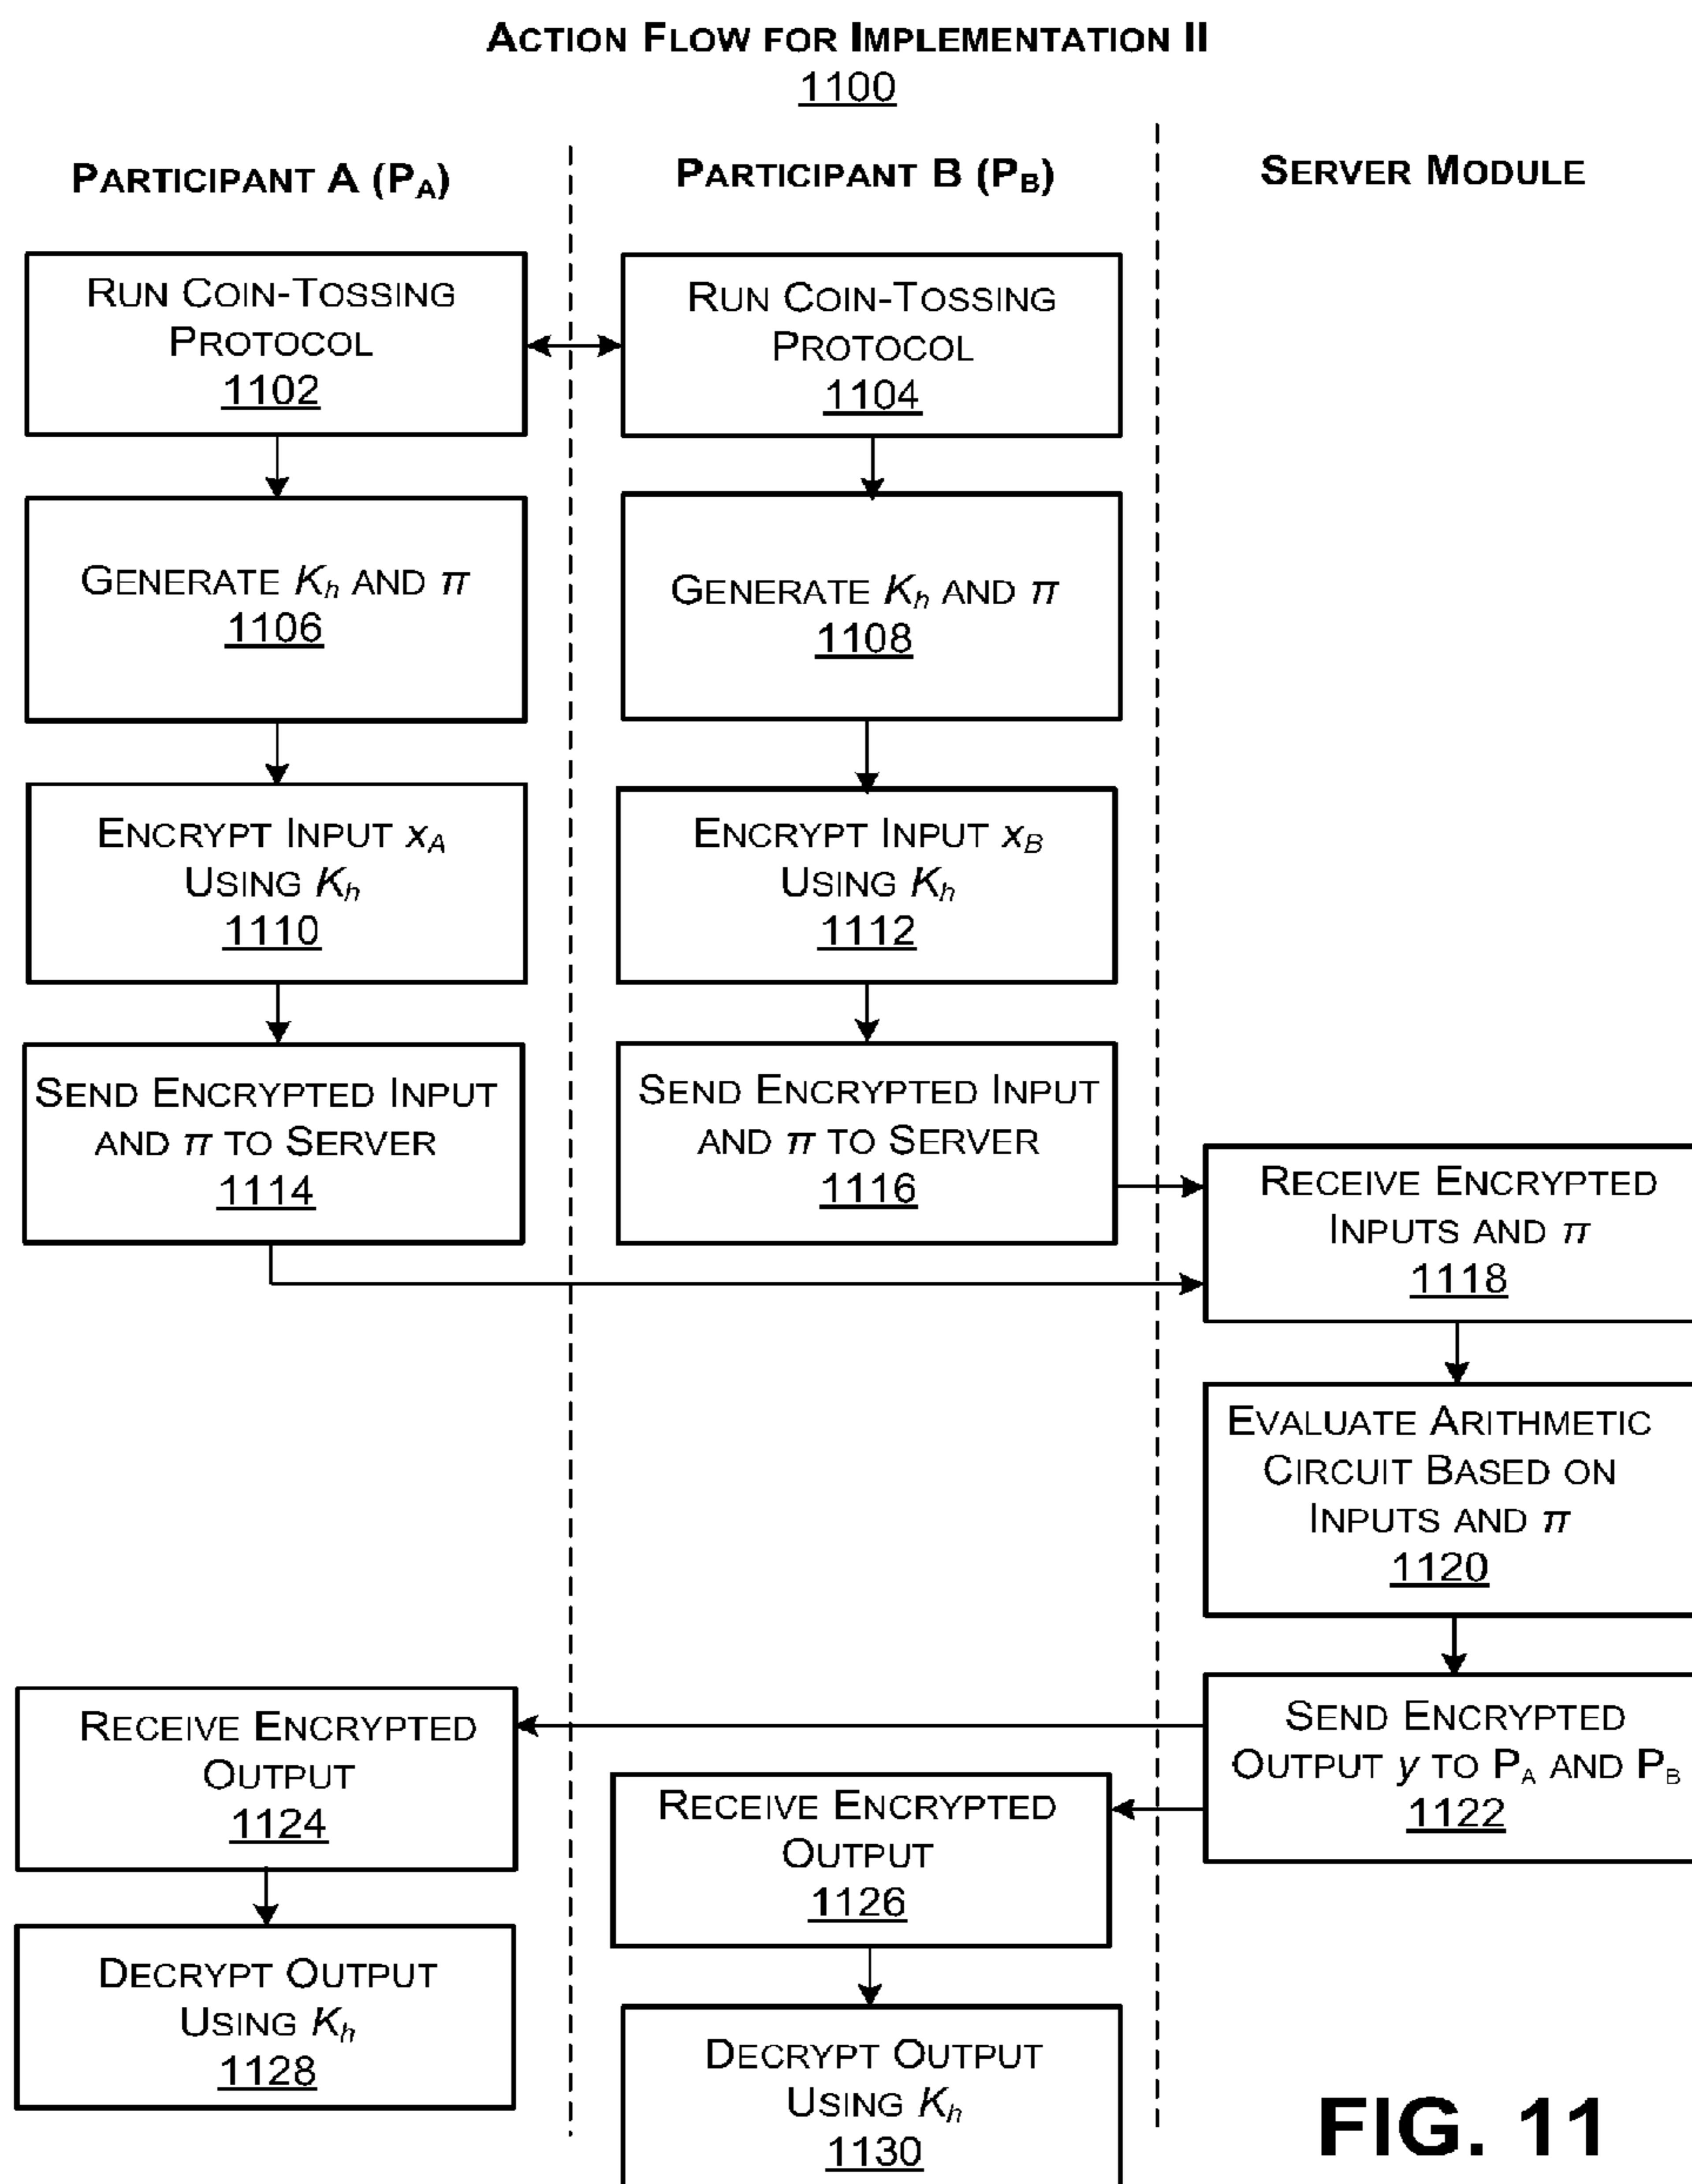 ACTION FLOW FOR IMPLEMENTATION II
1100
PARTICIPANT A (PA)
PARTICIPANT B (PB)
SERVER MODULE
RUN COIN-TOSSING
PROTOCOL
1102
RUN COIN-TOSSING
PROTOCOL
1104
GENERATE Kh AND π
1106
GENERATE Kh AND π
1108
ENCRYPT INPUT xA
USING Kh
1110
ENCRYPT INPUT xB
USING Kh
1112
SEND ENCRYPTED INPUT
AND π TO SERVER
1114
SEND ENCRYPTED INPUT
AND π TO SERVER
1116
RECEIVE ENCRYPTED
INPUTS AND π
1118
EVALUATE ARITHMETIC
CIRCUIT BASED ON
INPUTS AND π
1120
SEND ENCRYPTED
OUTPUT y TO PA AND PB
1122
RECEIVE ENCRYPTED
OUTPUT
1124
RECEIVE ENCRYPTED
OUTPUT
1126
DECRYPT OUTPUT
USING Kh
1128
DECRYPT OUTPUT
USING Kh
1130
FIG. 11